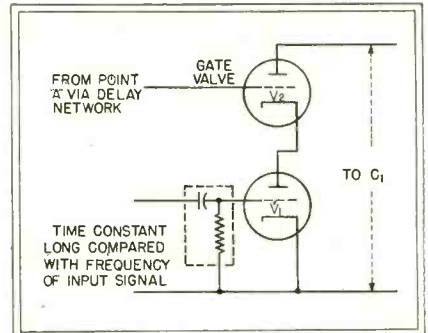 FROM POINT
"A" VIA DELAY
NETWORK
GATE
VALVE
V2
TO C1
V1
TIME CONSTANT
LONG COMPARED
WITH FREQUENCY
OF INPUT SIGNAL